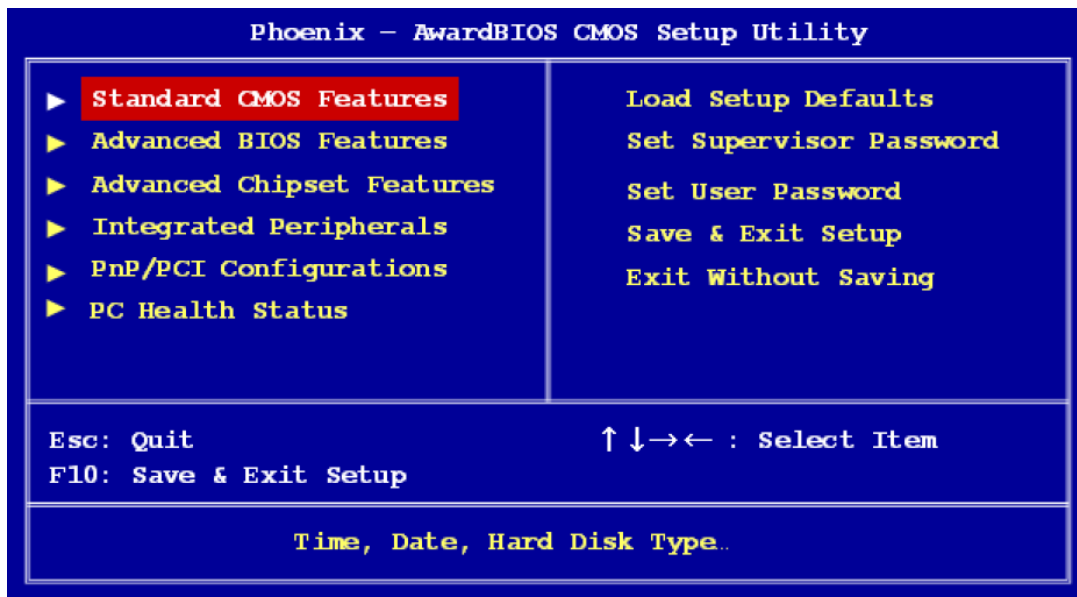 Phoenix – AwardBIOS CMOS Setup Utility
▶ Standard CMOS Features
▶ Advanced BIOS Features
▶ Advanced Chipset Features
▶ Integrated Peripherals
▶ PnP/PCI Configurations
▶ PC Health Status
Load Setup Defaults
Set Supervisor Password
Set User Password
Save & Exit Setup
Exit Without Saving
Esc: Quit
F10: Save & Exit Setup
↑ ↓→← : Select Item
Time, Date, Hard Disk Type..